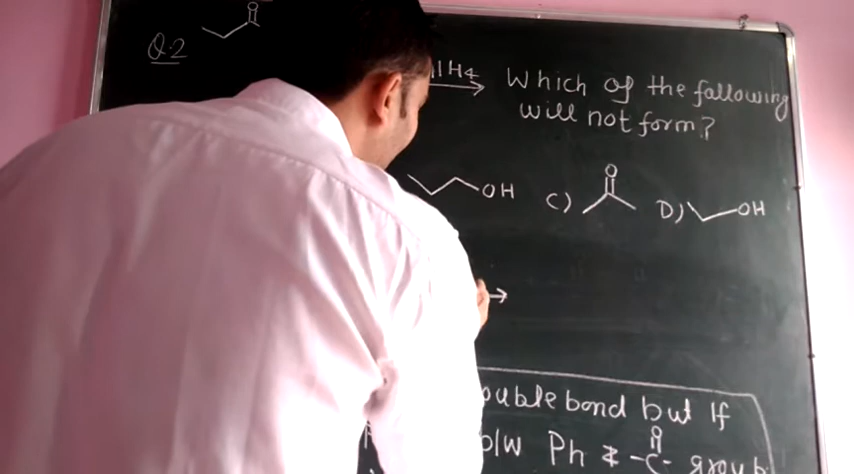 Q.2 O
lH4 Which of the following
will not form?
OH C) O D) OH
ouble bond but If
b/w Ph & -C- group
O